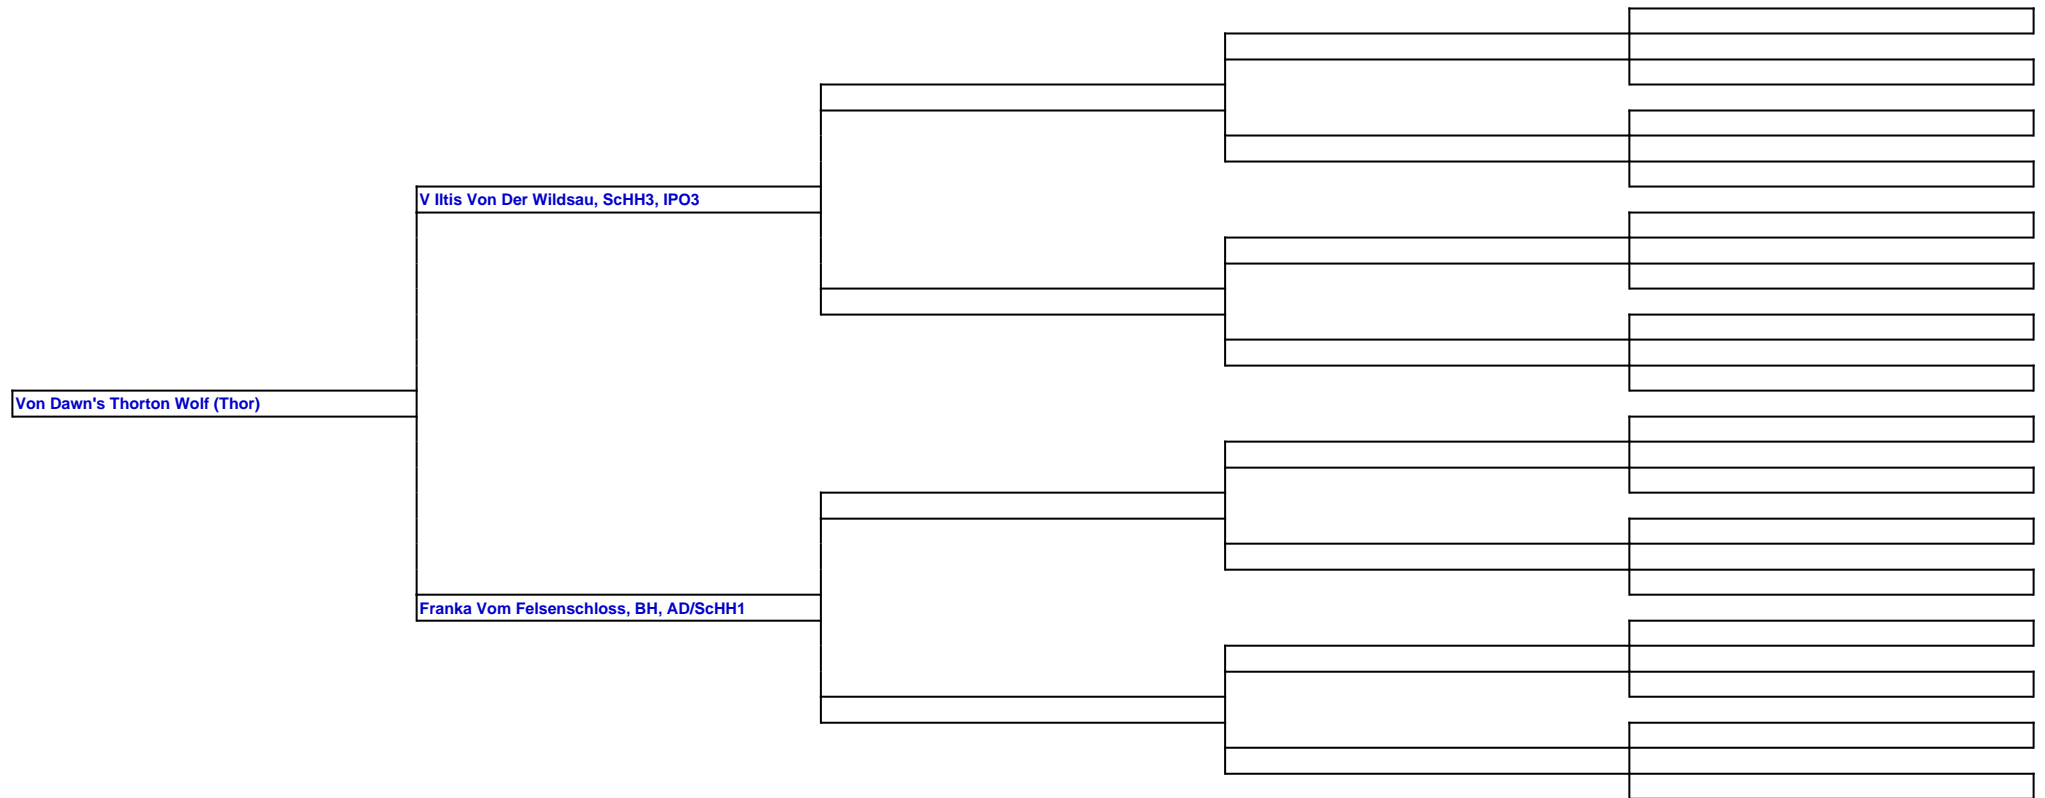 V Iltis Von Der Wildsau, ScHH3, IPO3
Von Dawn's Thorton Wolf (Thor)
Franka Vom Felsenschloss, BH, AD/ScHH1